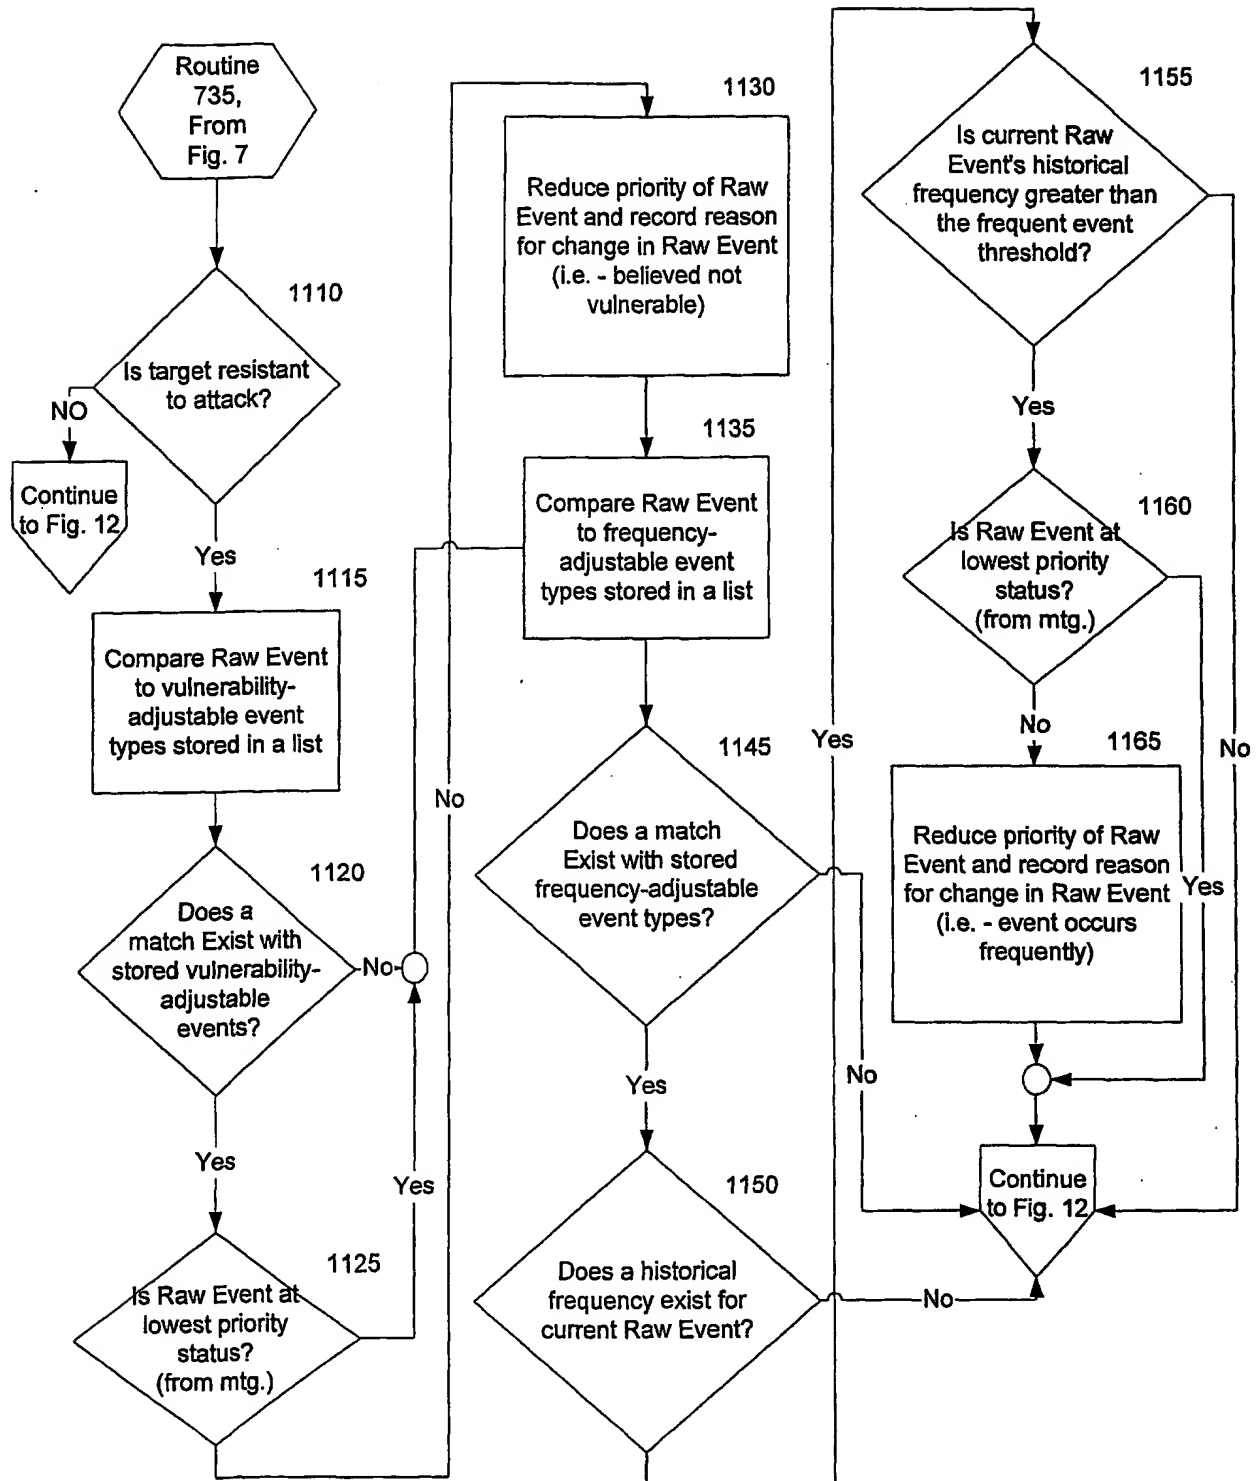 Routine
735,
From
Fig. 7
1110
Is target resistant
to attack?
NO
Continue
to Fig. 12
Yes
1115
Compare Raw Event
to vulnerability-
adjustable event
types stored in a list
1120
Does a
match Exist with
stored vulnerability-
adjustable
events?
No
Yes
Yes
1125
Is Raw Event at
lowest priority
status?
(from mtg.)
No
1130
Reduce priority of Raw
Event and record reason
for change in Raw Event
(i.e. - believed not
vulnerable)
1135
Compare Raw Event
to frequency-
adjustable event
types stored in a list
1145
Does a match
Exist with stored
frequency-adjustable
event types?
No
Yes
1150
Does a historical
frequency exist for
current Raw Event?
No
Yes
1155
Is current Raw
Event's historical
frequency greater than
the frequent event
threshold?
Yes
No
1160
Is Raw Event at
lowest priority
status?
(from mtg.)
No
Yes
1165
Reduce priority of Raw
Event and record reason
for change in Raw Event
(i.e. - event occurs
frequently)
Continue
to Fig. 12